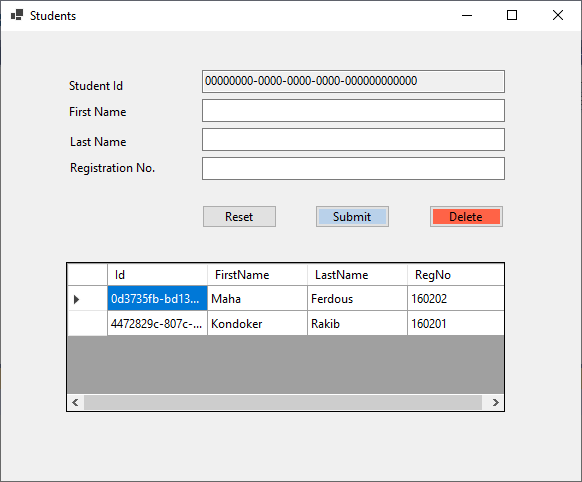 Students
Student Id 00000000-0000-0000-0000-000000000000
First Name
Last Name
Registration No.
Reset Submit Delete
Id FirstName LastName RegNo
0d3735fb-bd13... Maha Ferdous 160202
4472829c-807c-... Kondoker Rakib 160201